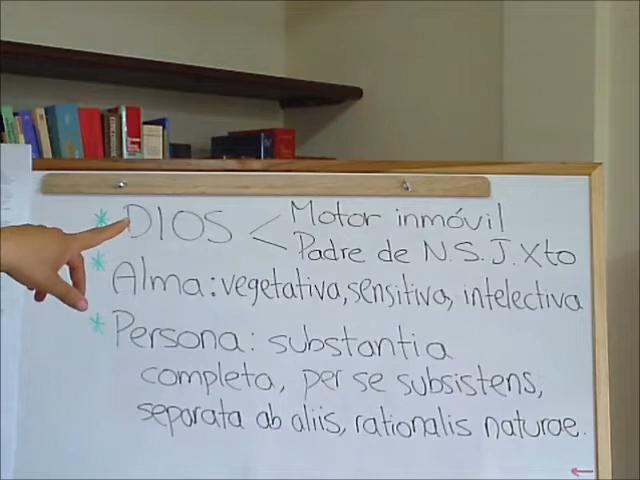 * DIOS < Motor inmóvil
Padre de N.S.J.Xto
* Alma: vegetativa, sensitiva, intelectiva
* Persona: substantia
completa, per se subsistens,
separata ab aliis, rationalis naturae.